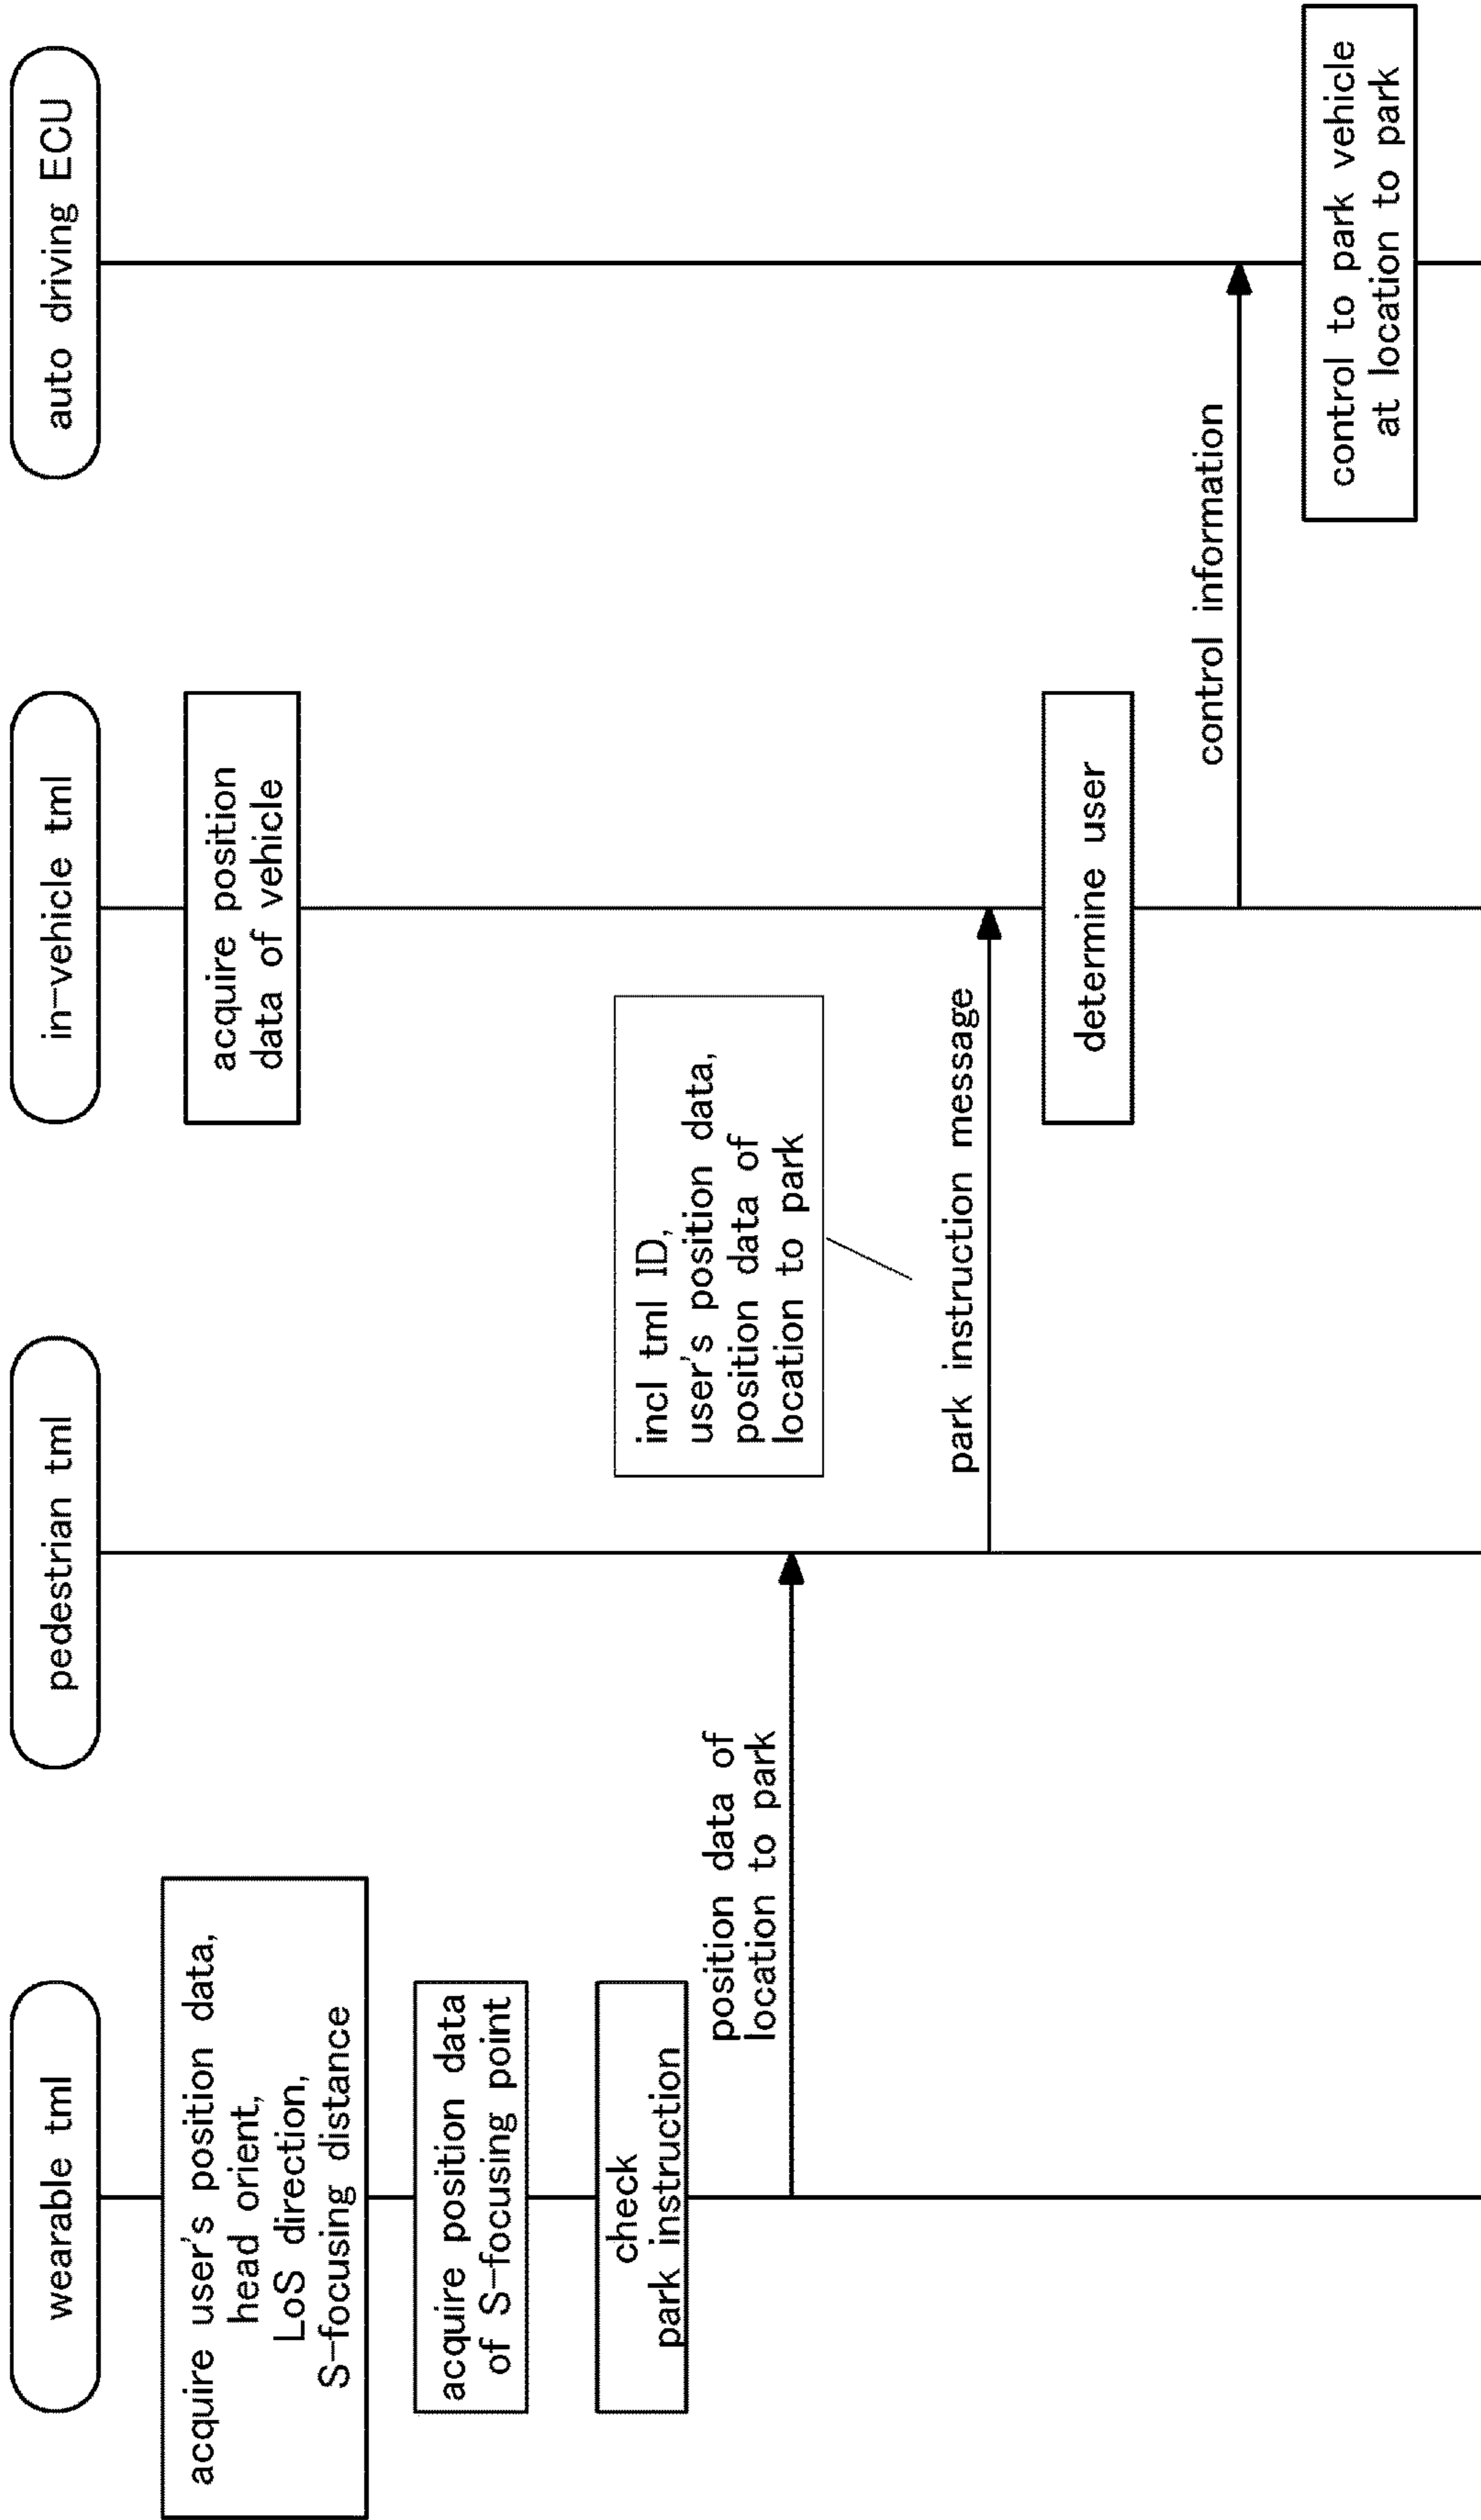 wearable tml
pedestrian tml
in-vehicle tml
auto driving ECU
acquire user's position data,
head orient,
LoS direction,
S-focusing distance
acquire position
data of vehicle
acquire position data
of S-focusing point
check
park instruction
position data of
location to park
incl tml ID,
user's position data,
position data of
location to park
park instruction message
determine user
control information
control to park vehicle
at location to park